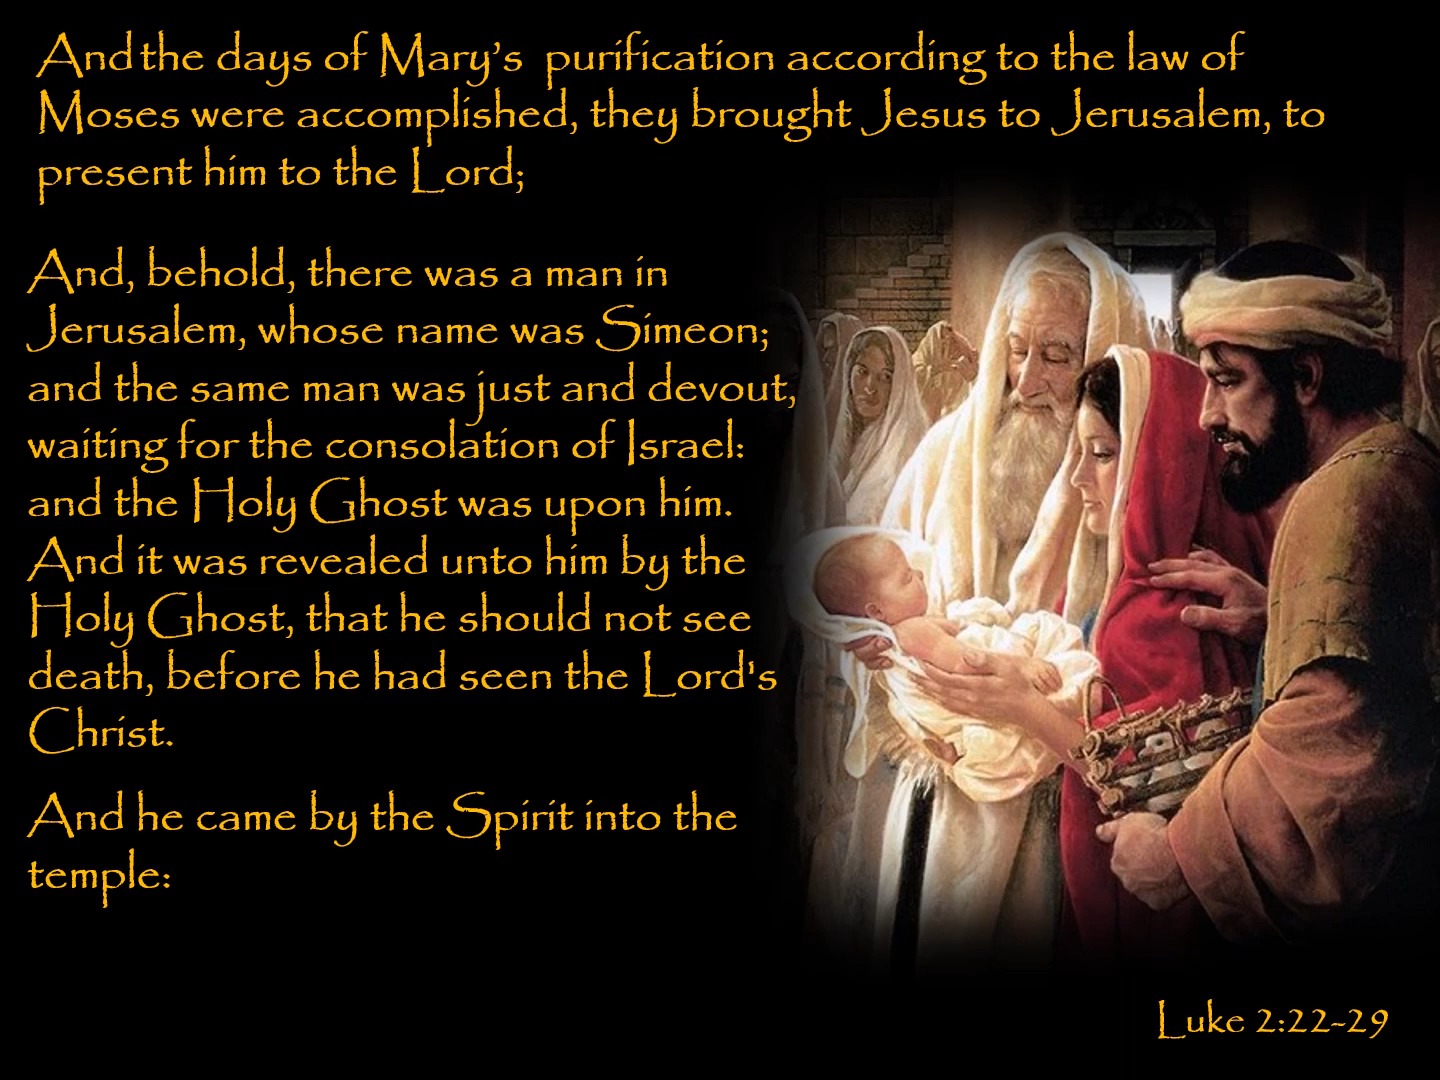 And the days of Mary’s purification according to the law of
Moses were accomplished, they brought Jesus to Jerusalem, to
present him to the Lord;
And, behold, there was a man in
Jerusalem, whose name was Simeon;
and the same man was just and devout,
waiting for the consolation of Israel:
and the Holy Ghost was upon him.
And it was revealed unto him by the
Holy Ghost, that he should not see
death, before he had seen the Lord's
Christ.
And he came by the Spirit into the
temple:
Luke 2:22-29